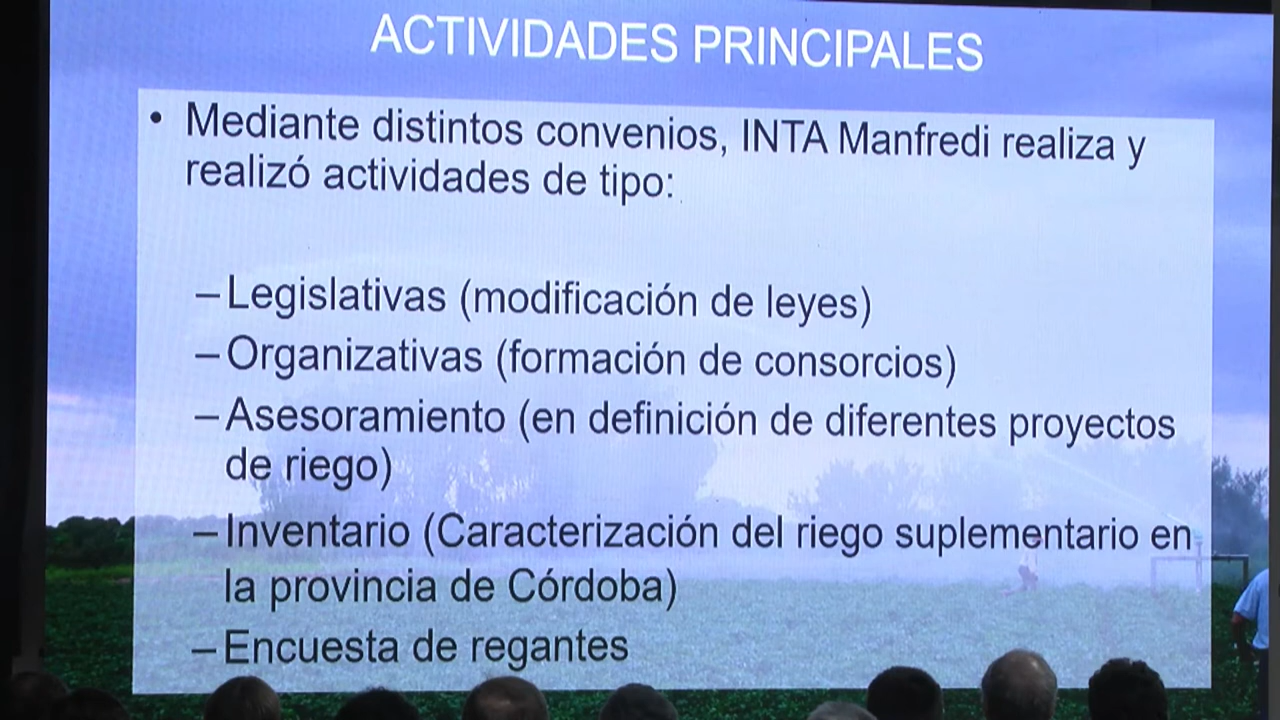 ACTIVIDADES PRINCIPALES
• Mediante distintos convenios, INTA Manfredi realiza y
realizó actividades de tipo:
– Legislativas (modificación de leyes)
– Organizativas (formación de consorcios)
– Asesoramiento (en definición de diferentes proyectos
de riego)
– Inventario (Caracterización del riego suplementario en
la provincia de Córdoba)
– Encuesta de regantes